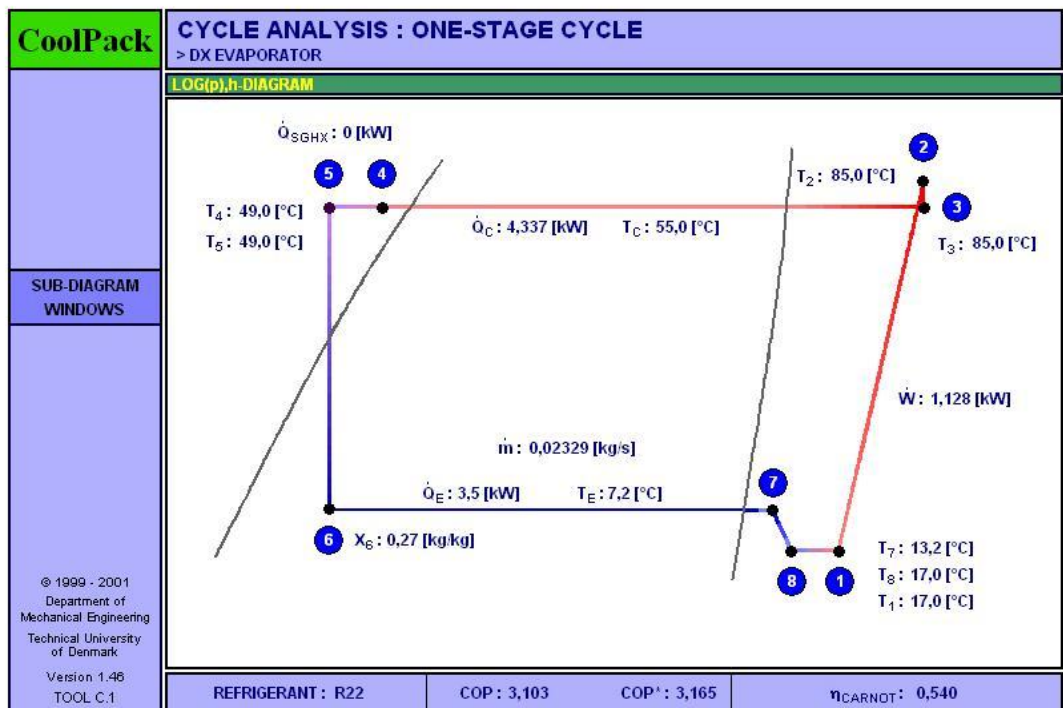 CoolPack
CYCLE ANALYSIS : ONE-STAGE CYCLE
> DX EVAPORATOR
LOG(p),h-DIAGRAM
Q̇SGHX : 0 [kW]
5
4
2
T2 : 85,0 [°C]
3
T4 : 49,0 [°C]
T5 : 49,0 [°C]
Q̇C : 4,337 [kW]
TC : 55,0 [°C]
T3 : 85,0 [°C]
SUB-DIAGRAM
WINDOWS
Ẇ : 1,128 [kW]
ṁ : 0,02329 [kg/s]
7
Q̇E : 3,5 [kW]
TE : 7,2 [°C]
6
X6 : 0,27 [kg/kg]
8
1
T7 : 13,2 [°C]
T8 : 17,0 [°C]
T1 : 17,0 [°C]
© 1999 - 2001
Department of
Mechanical Engineering
Technical University
of Denmark
Version 1.46
TOOL C.1
REFRIGERANT : R22
COP : 3,103
COP* : 3,165
ηCARNOT : 0,540